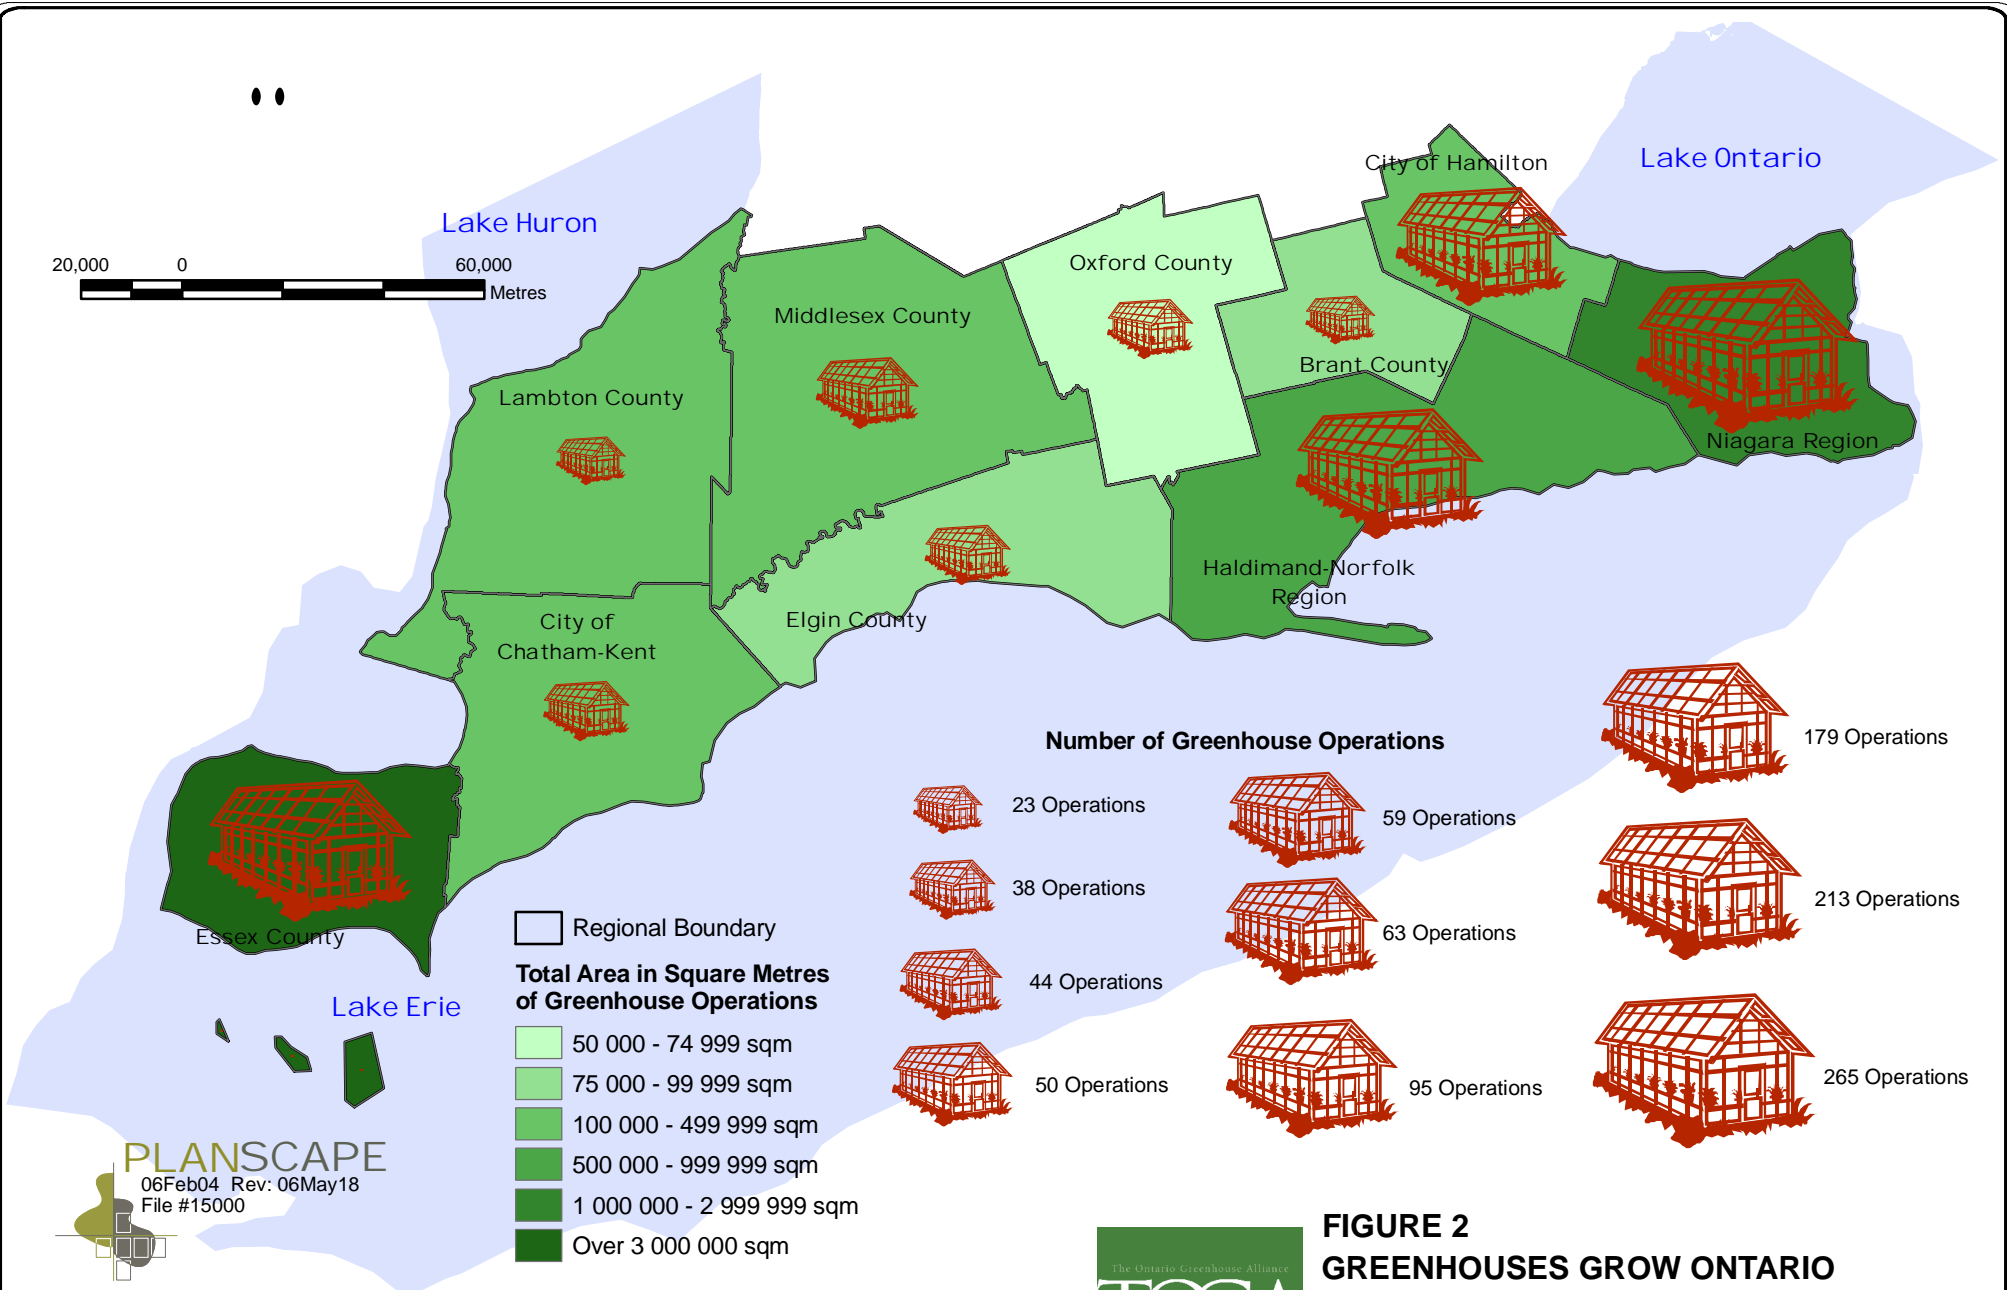 City of Hamilton
Lake Ontario
Lake Huron
20,000 0 60,000
Metres
Oxford County
Middlesex County
Brant County
Lambton County
Niagara Region
Haldimand-Norfolk
Region
City of
Chatham-Kent
Elgin County
Essex County
Lake Erie
Number of Greenhouse Operations
23 Operations
38 Operations
44 Operations
50 Operations
59 Operations
63 Operations
95 Operations
179 Operations
213 Operations
265 Operations
Regional Boundary
Total Area in Square Metres
of Greenhouse Operations
50 000 - 74 999 sqm
75 000 - 99 999 sqm
100 000 - 499 999 sqm
500 000 - 999 999 sqm
1 000 000 - 2 999 999 sqm
Over 3 000 000 sqm
PLANSCAPE
06Feb04 Rev: 06May18
File #15000
The Ontario Greenhouse Alliance
TOGA
FIGURE 2
GREENHOUSES GROW ONTARIO